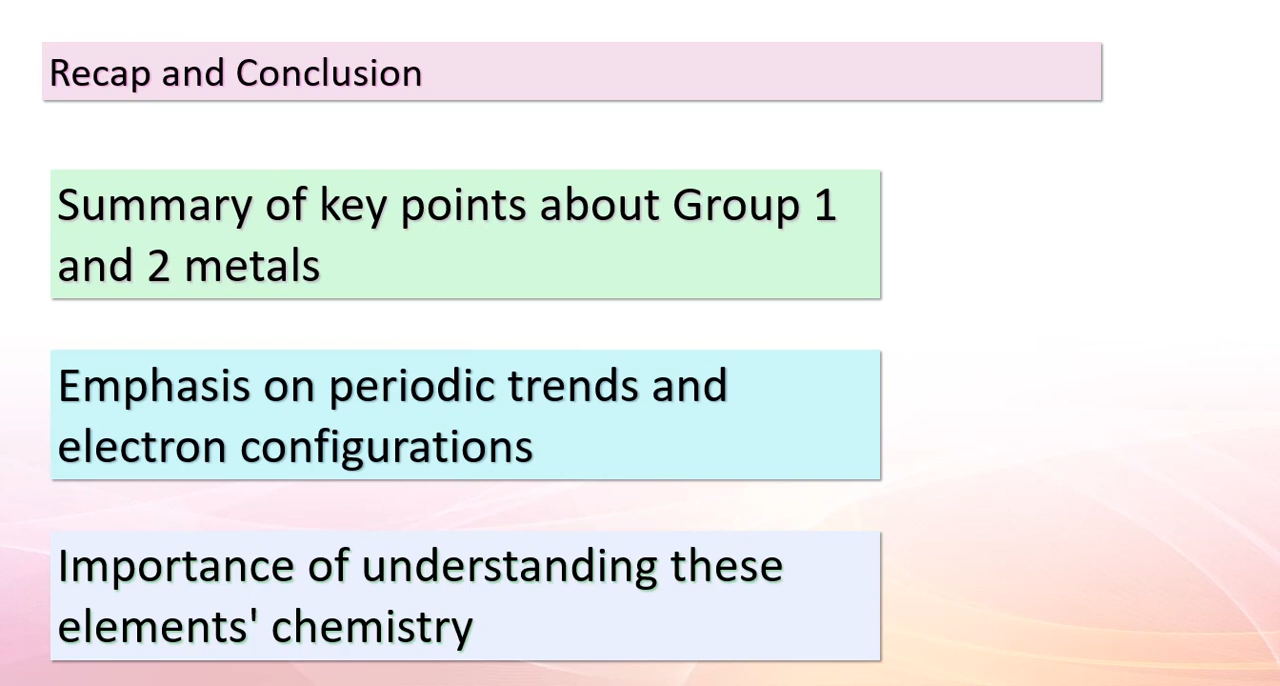 Recap and Conclusion
Summary of key points about Group 1
and 2 metals
Emphasis on periodic trends and
electron configurations
Importance of understanding these
elements' chemistry